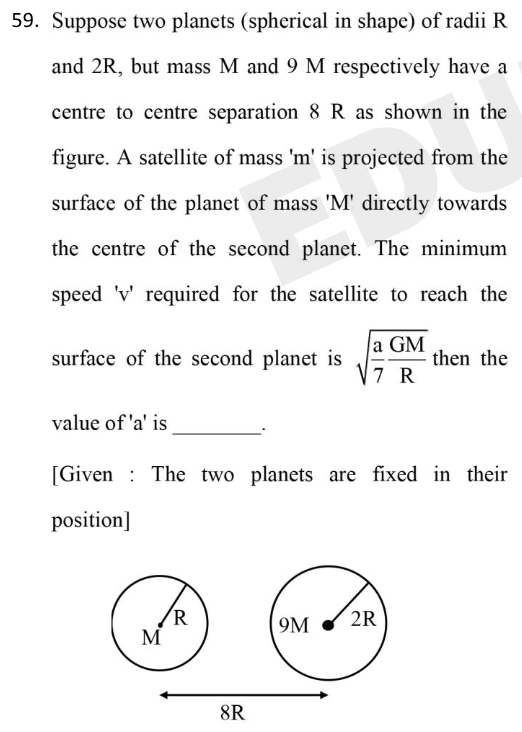 59. Suppose two planets (spherical in shape) of radii R
and 2R, but mass M and 9 M respectively have a
centre to centre separation 8 R as shown in the
figure. A satellite of mass 'm' is projected from the
surface of the planet of mass 'M' directly towards
the centre of the second planet. The minimum
speed 'v' required for the satellite to reach the
surface of the second planet is √(a/7 GM/R) then the
value of 'a' is ________.
[Given : The two planets are fixed in their
position]
M R 9M 2R
8R
EDU